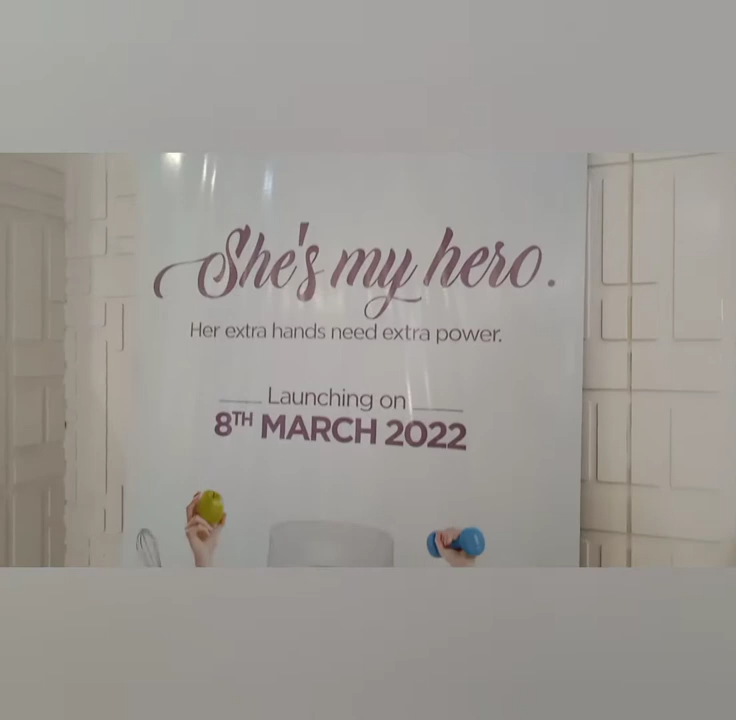 She's my hero.
Her extra hands need extra power.
Launching on
8TH MARCH 2022